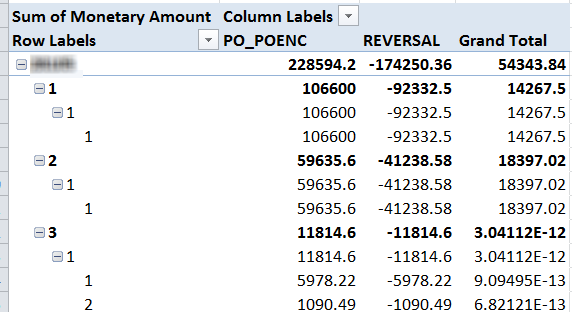 Sum of Monetary Amount Column Labels
Row Labels PO_POENC REVERSAL Grand Total
228594.2 -174250.36 54343.84
1 106600 -92332.5 14267.5
1 106600 -92332.5 14267.5
1 106600 -92332.5 14267.5
2 59635.6 -41238.58 18397.02
1 59635.6 -41238.58 18397.02
1 59635.6 -41238.58 18397.02
3 11814.6 -11814.6 3.04112E-12
1 11814.6 -11814.6 3.04112E-12
1 5978.22 -5978.22 9.09495E-13
2 1090.49 -1090.49 6.82121E-13